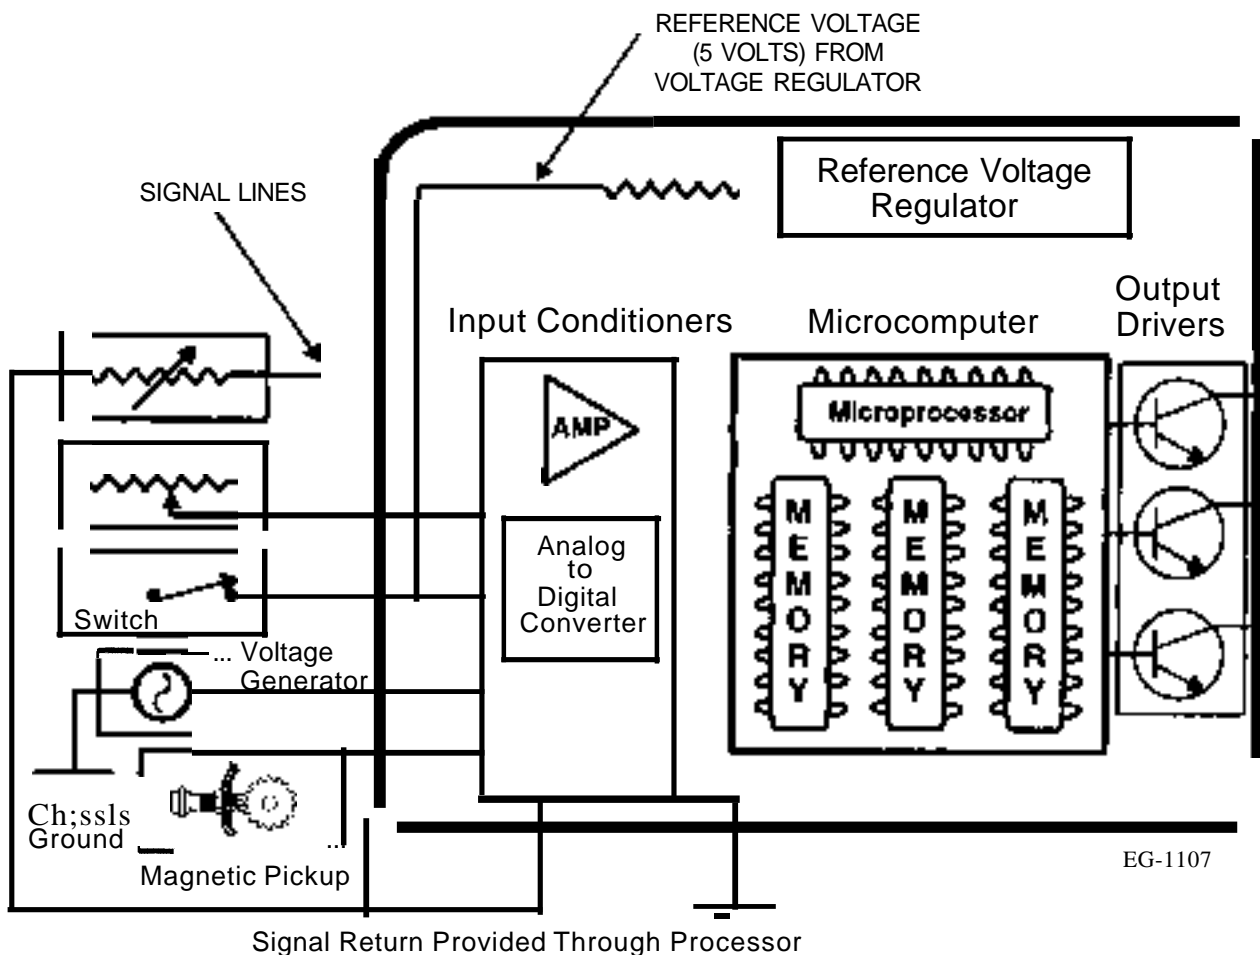 REFERENCE VOLTAGE
(5 VOLTS) FROM
VOLTAGE REGULATOR
SIGNAL LINES
Reference Voltage
Regulator
Input Conditioners
Microcomputer
Output
Drivers
AMP
Microprocessor
Analog
to
Digital
Converter
MEMORY
MEMORY
MEMORY
Switch
... Voltage
Generator
Ch;ssls
Ground
...
Magnetic Pickup
EG-1107
Signal Return Provided Through Processor